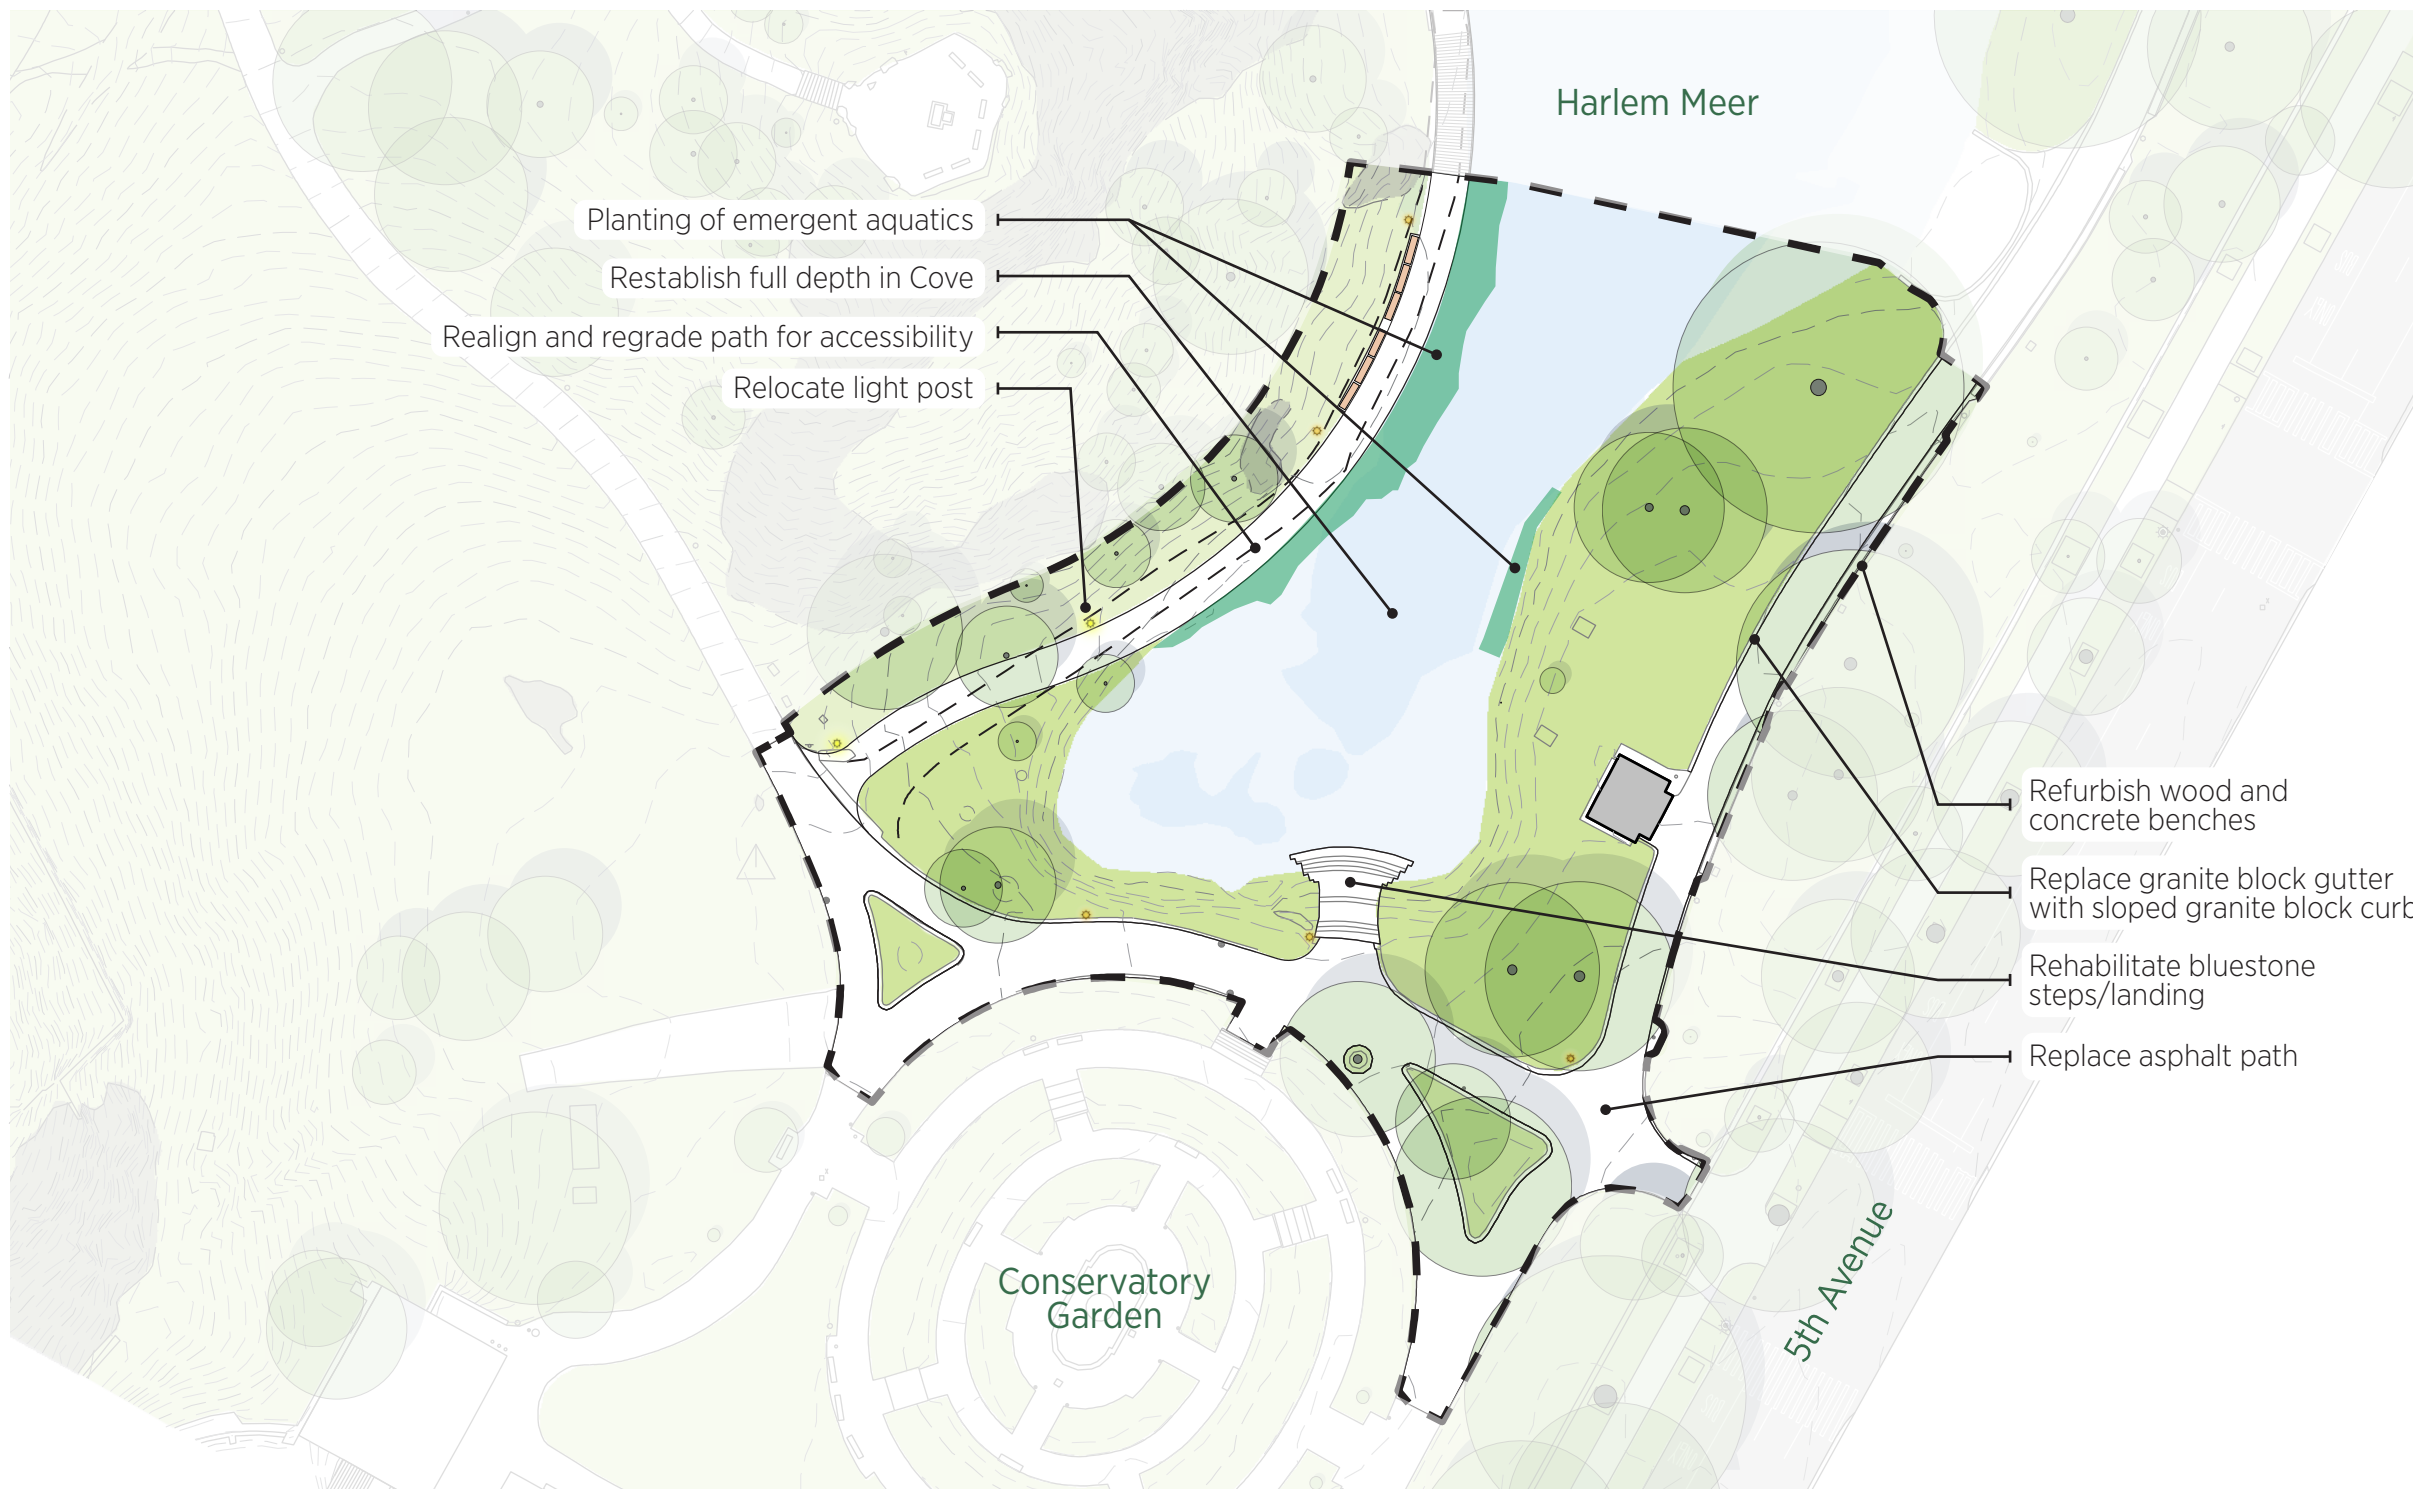 Harlem Meer
Planting of emergent aquatics
Restablish full depth in Cove
Realign and regrade path for accessibility
Relocate light post
Refurbish wood and
concrete benches
Replace granite block gutter
with sloped granite block curb
Rehabilitate bluestone
steps/landing
Replace asphalt path
Conservatory
Garden
5th Avenue